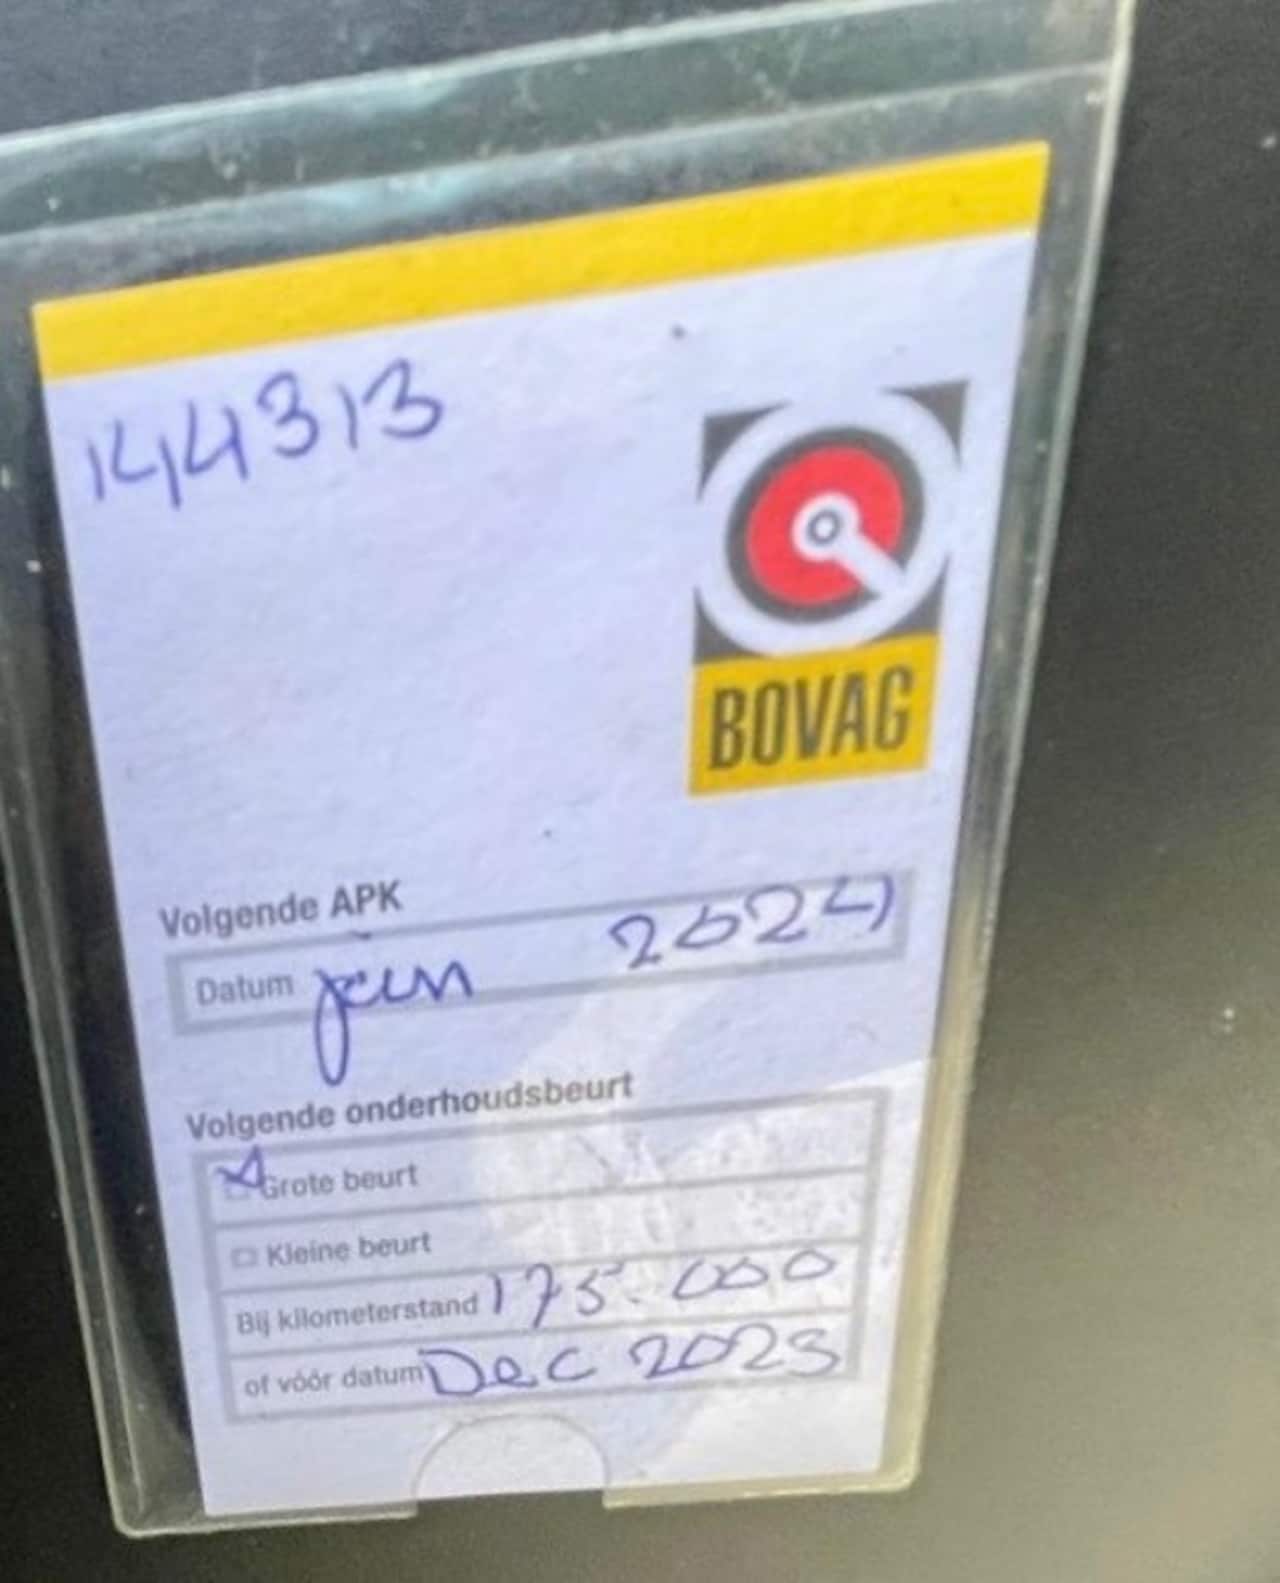 144313
BOVAG
Volgende APK
Datum jun 2024
Volgende onderhoudsbeurt
Grote beurt
Kleine beurt
Bij kilometerstand 175.000
of vóór datum Dec 2023